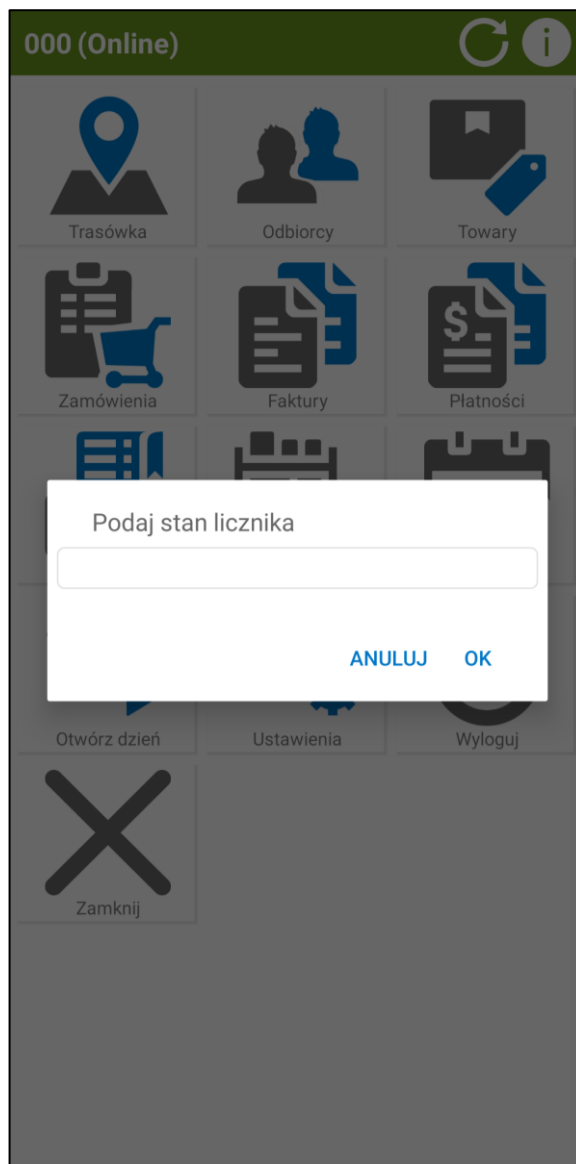 000 (Online)
Trasówka
Odbiorcy
Towary
Zamówienia
Faktury
Płatności
Podaj stan licznika
ANULUJ
OK
Otwórz dzień
Ustawienia
Wyloguj
Zamknij